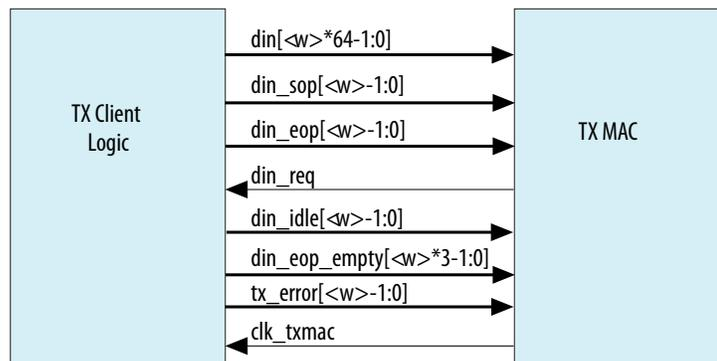 din[<w>*64-1:0]
din_sop[<w>-1:0]
TX Client
Logic
din_eop[<w>-1:0]
TX MAC
din_req
din_idle[<w>-1:0]
din_eop_empty[<w>*3-1:0]
tx_error[<w>-1:0]
clk_txmac